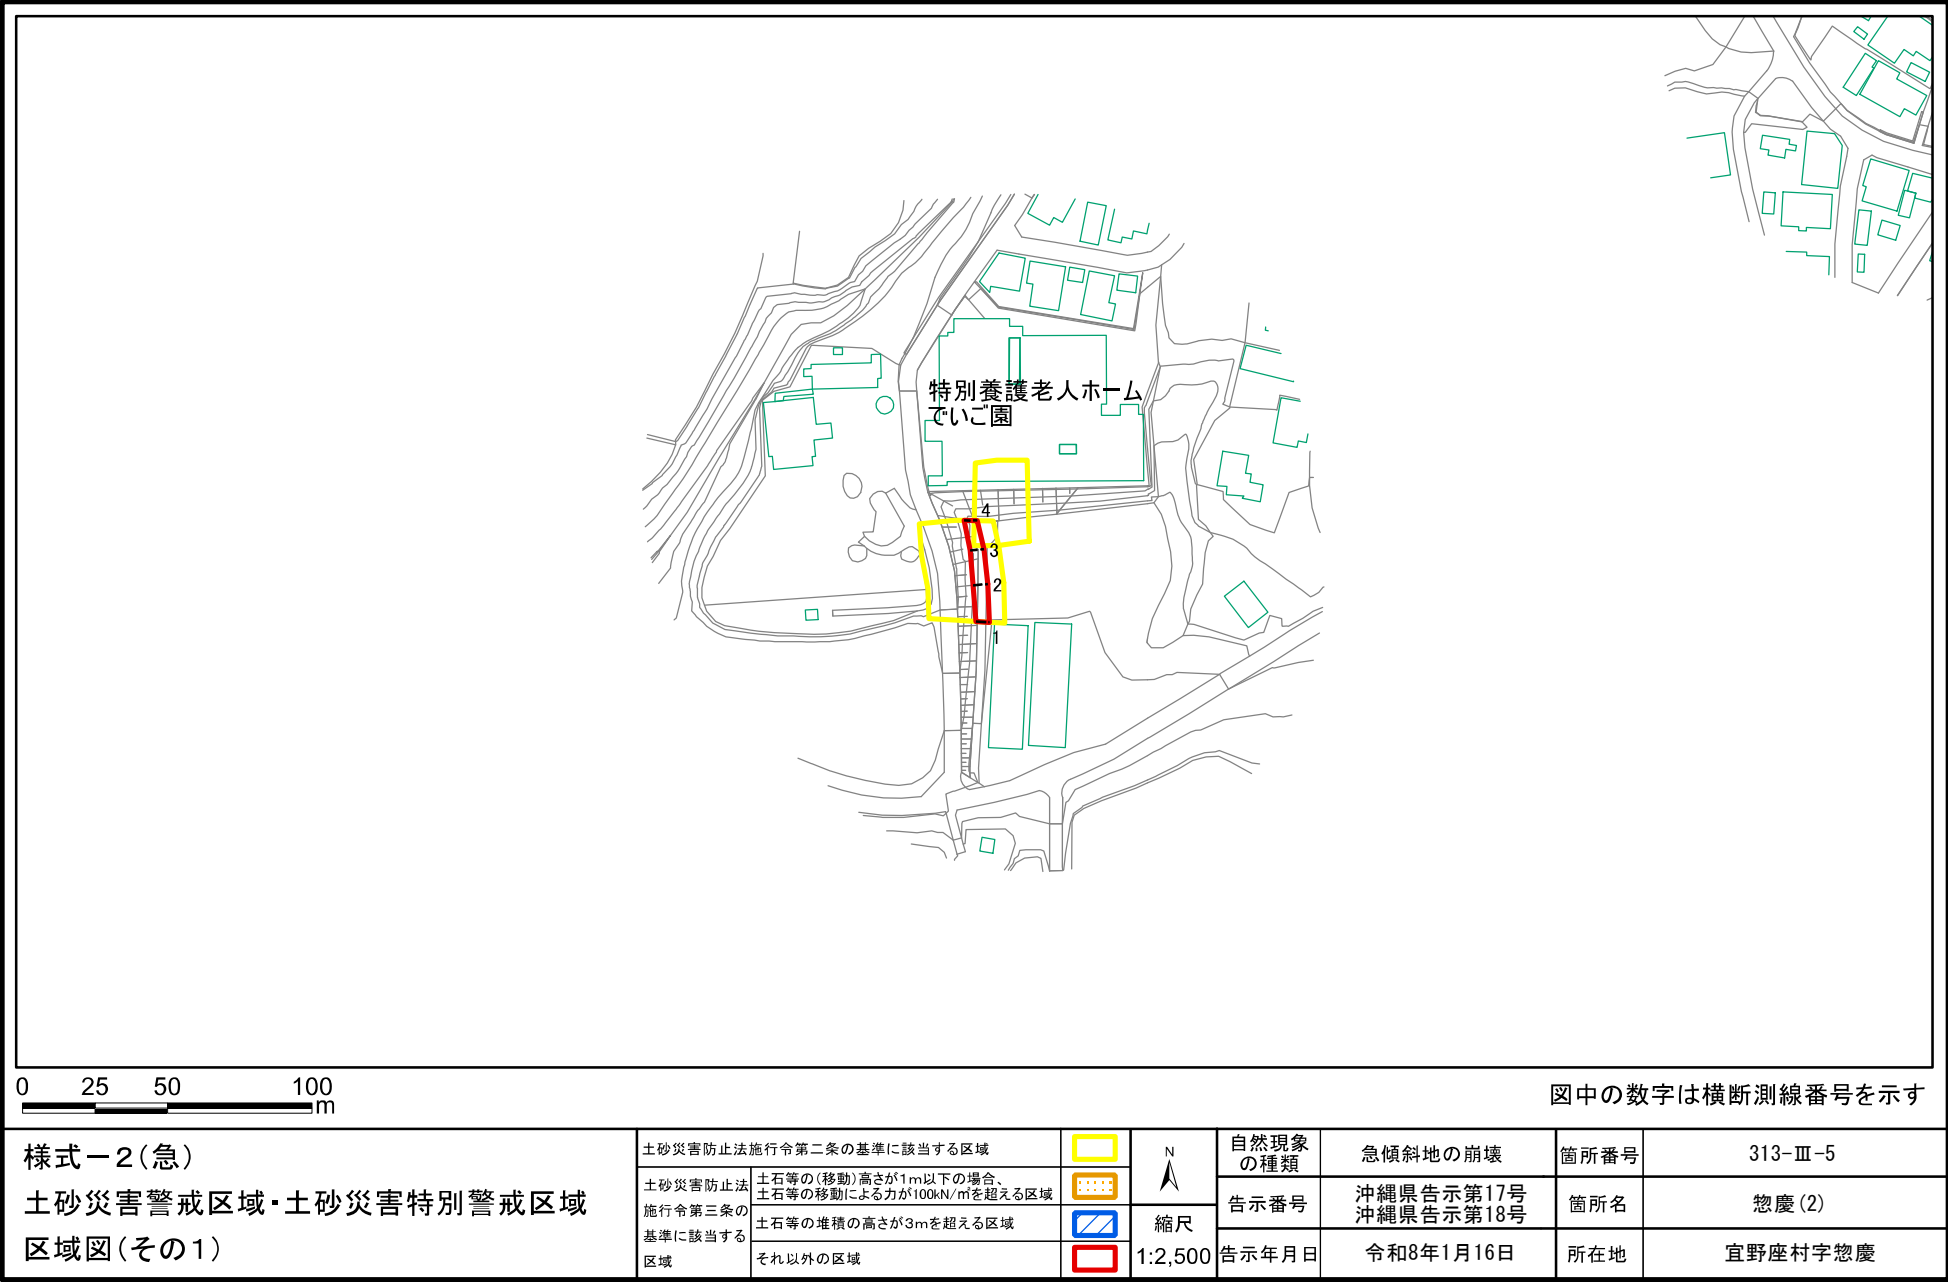 特別養護老人ホーム
でいご園
4
3
2
1
0 25 50 100
m
図中の数字は横断測線番号を示す
様式－2(急)
土砂災害警戒区域・土砂災害特別警戒区域
区域図(その1)
土砂災害防止法施行令第二条の基準に該当する区域
土砂災害防止法
施行令第三条の
基準に該当する
区域
土石等の(移動)高さが1m以下の場合、
土石等の移動による力が100kN/㎡を超える区域
土石等の堆積の高さが3mを超える区域
それ以外の区域
N
縮尺
1:2,500
自然現象
の種類
急傾斜地の崩壊
箇所番号
313-Ⅲ-5
告示番号
沖縄県告示第17号
沖縄県告示第18号
箇所名
惣慶(2)
告示年月日
令和8年1月16日
所在地
宜野座村字惣慶